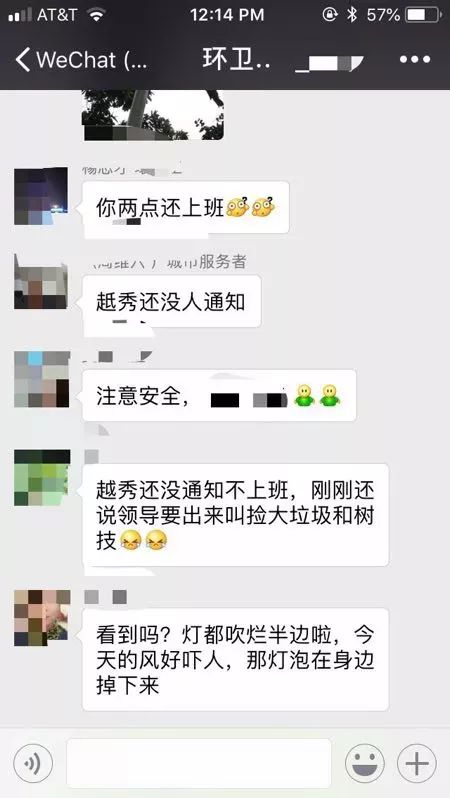 AT&T
12:14 PM
57%
WeChat (...
环卫..
你两点还上班
城市服务者
越秀还没人通知
注意安全，
越秀还没通知不上班，刚刚还
说领导要出来叫捡大垃圾和树
技
看到吗？灯都吹烂半边啦，今
天的风好吓人，那灯泡在身边
掉下来